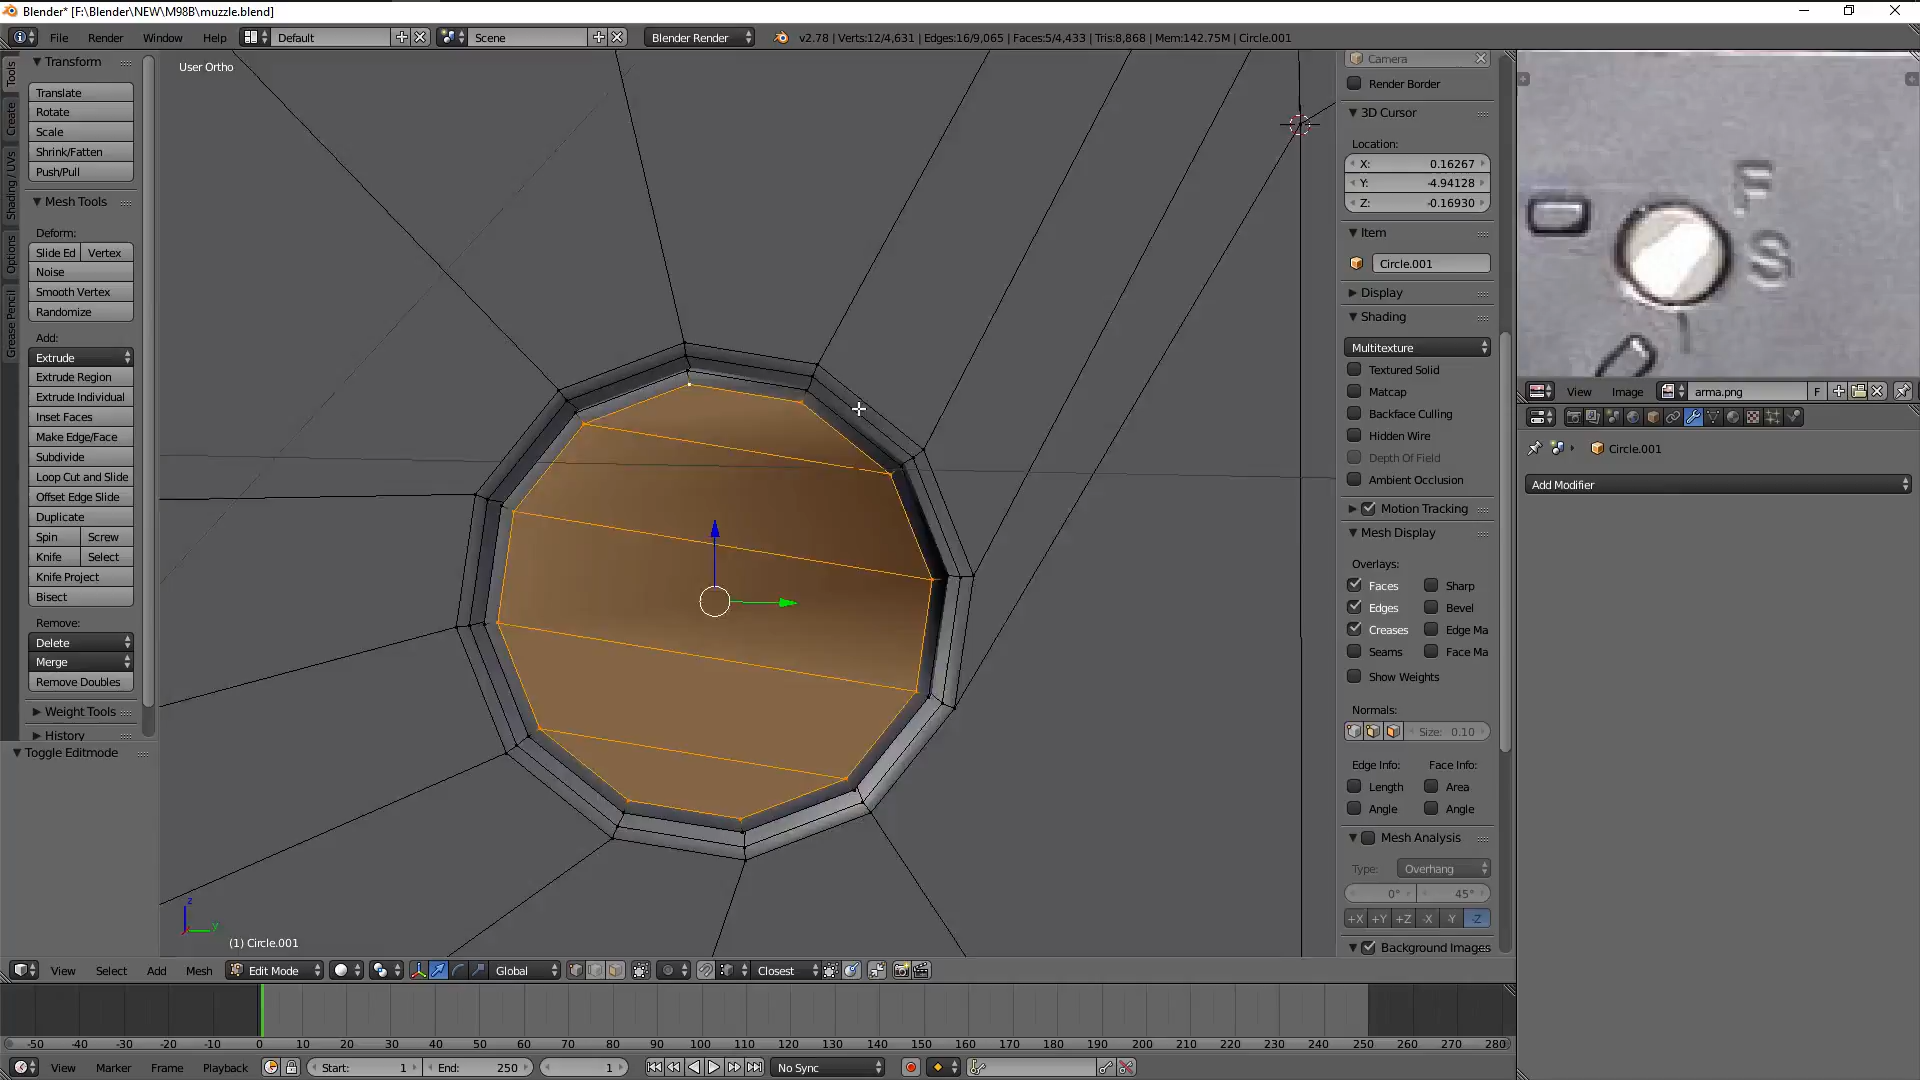 Blender* [F:\Blender\NEW\M98B\muzzle.blend]
File Render Window Help Default Scene Blender Render v2.78 | Verts:12/4,631 | Edges:16/9,065 | Faces:5/4,433 | Tris:8,868 | Mem:142.75M | Circle.001
Tools
Create
Shading / UVs
Options
Grease Pencil
Transform
Translate
Rotate
Scale
Shrink/Fatten
Push/Pull
Mesh Tools
Deform:
Slide Ed Vertex
Noise
Smooth Vertex
Randomize
Add:
Extrude
Extrude Region
Extrude Individual
Inset Faces
Make Edge/Face
Subdivide
Loop Cut and Slide
Offset Edge Slide
Duplicate
Spin Screw
Knife Select
Knife Project
Bisect
Remove:
Delete
Merge
Remove Doubles
Weight Tools
History
Toggle Editmode
User Ortho
z
y
(1) Circle.001
Camera
Render Border
3D Cursor
Location:
X: 0.16267
Y: -4.94128
Z: -0.16930
Item
Circle.001
Display
Shading
Multitexture
Textured Solid
Matcap
Backface Culling
Hidden Wire
Depth Of Field
Ambient Occlusion
Motion Tracking
Mesh Display
Overlays:
Faces Sharp
Edges Bevel
Creases Edge Ma
Seams Face Ma
Show Weights
Normals:
Size: 0.10
Edge Info: Face Info:
Length Area
Angle Angle
Mesh Analysis
Type: Overhang
0° 45°
+X +Y +Z -X -Y -Z
Background Images
F
S
View Image arma.png F
Circle.001
Add Modifier
View Select Add Mesh Edit Mode Global Closest
-50 -40 -30 -20 -10 0 10 20 30 40 50 60 70 80 90 100 110 120 130 140 150 160 170 180 190 200 210 220 230 240 250 260 270 280
View Marker Frame Playback Start: 1 End: 250 1 No Sync